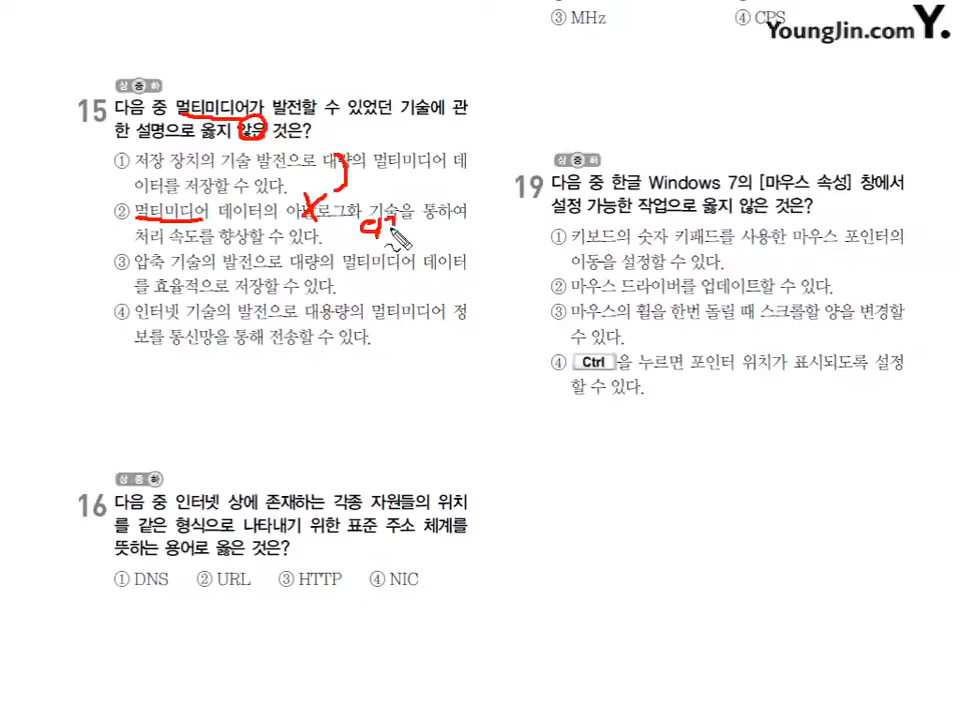 ③ MHz ④ CPS
YoungJin.com Y.
상 중 하
15 다음 중 멀티미디어가 발전할 수 있었던 기술에 관
한 설명으로 옳지 않은 것은?
① 저장 장치의 기술 발전으로 대량의 멀티미디어 데
이터를 저장할 수 있다.
② 멀티미디어 데이터의 아날로그화 기술을 통하여
처리 속도를 향상할 수 있다.
③ 압축 기술의 발전으로 대량의 멀티미디어 데이터
를 효율적으로 저장할 수 있다.
④ 인터넷 기술의 발전으로 대용량의 멀티미디어 정
보를 통신망을 통해 전송할 수 있다.
상 중 하
16 다음 중 인터넷 상에 존재하는 각종 자원들의 위치
를 같은 형식으로 나타내기 위한 표준 주소 체계를
뜻하는 용어로 옳은 것은?
① DNS ② URL ③ HTTP ④ NIC
상 중 하
19 다음 중 한글 Windows 7의 [마우스 속성] 창에서
설정 가능한 작업으로 옳지 않은 것은?
① 키보드의 숫자 키패드를 사용한 마우스 포인터의
이동을 설정할 수 있다.
② 마우스 드라이버를 업데이트할 수 있다.
③ 마우스의 휠을 한번 돌릴 때 스크롤할 양을 변경할
수 있다.
④ Ctrl 을 누르면 포인터 위치가 표시되도록 설정
할 수 있다.